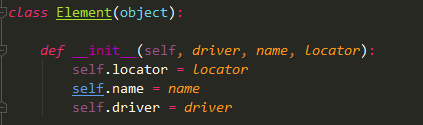 class Element(object):
def __init__(self, driver, name, locator):
self.locator = locator
self.name = name
self.driver = driver